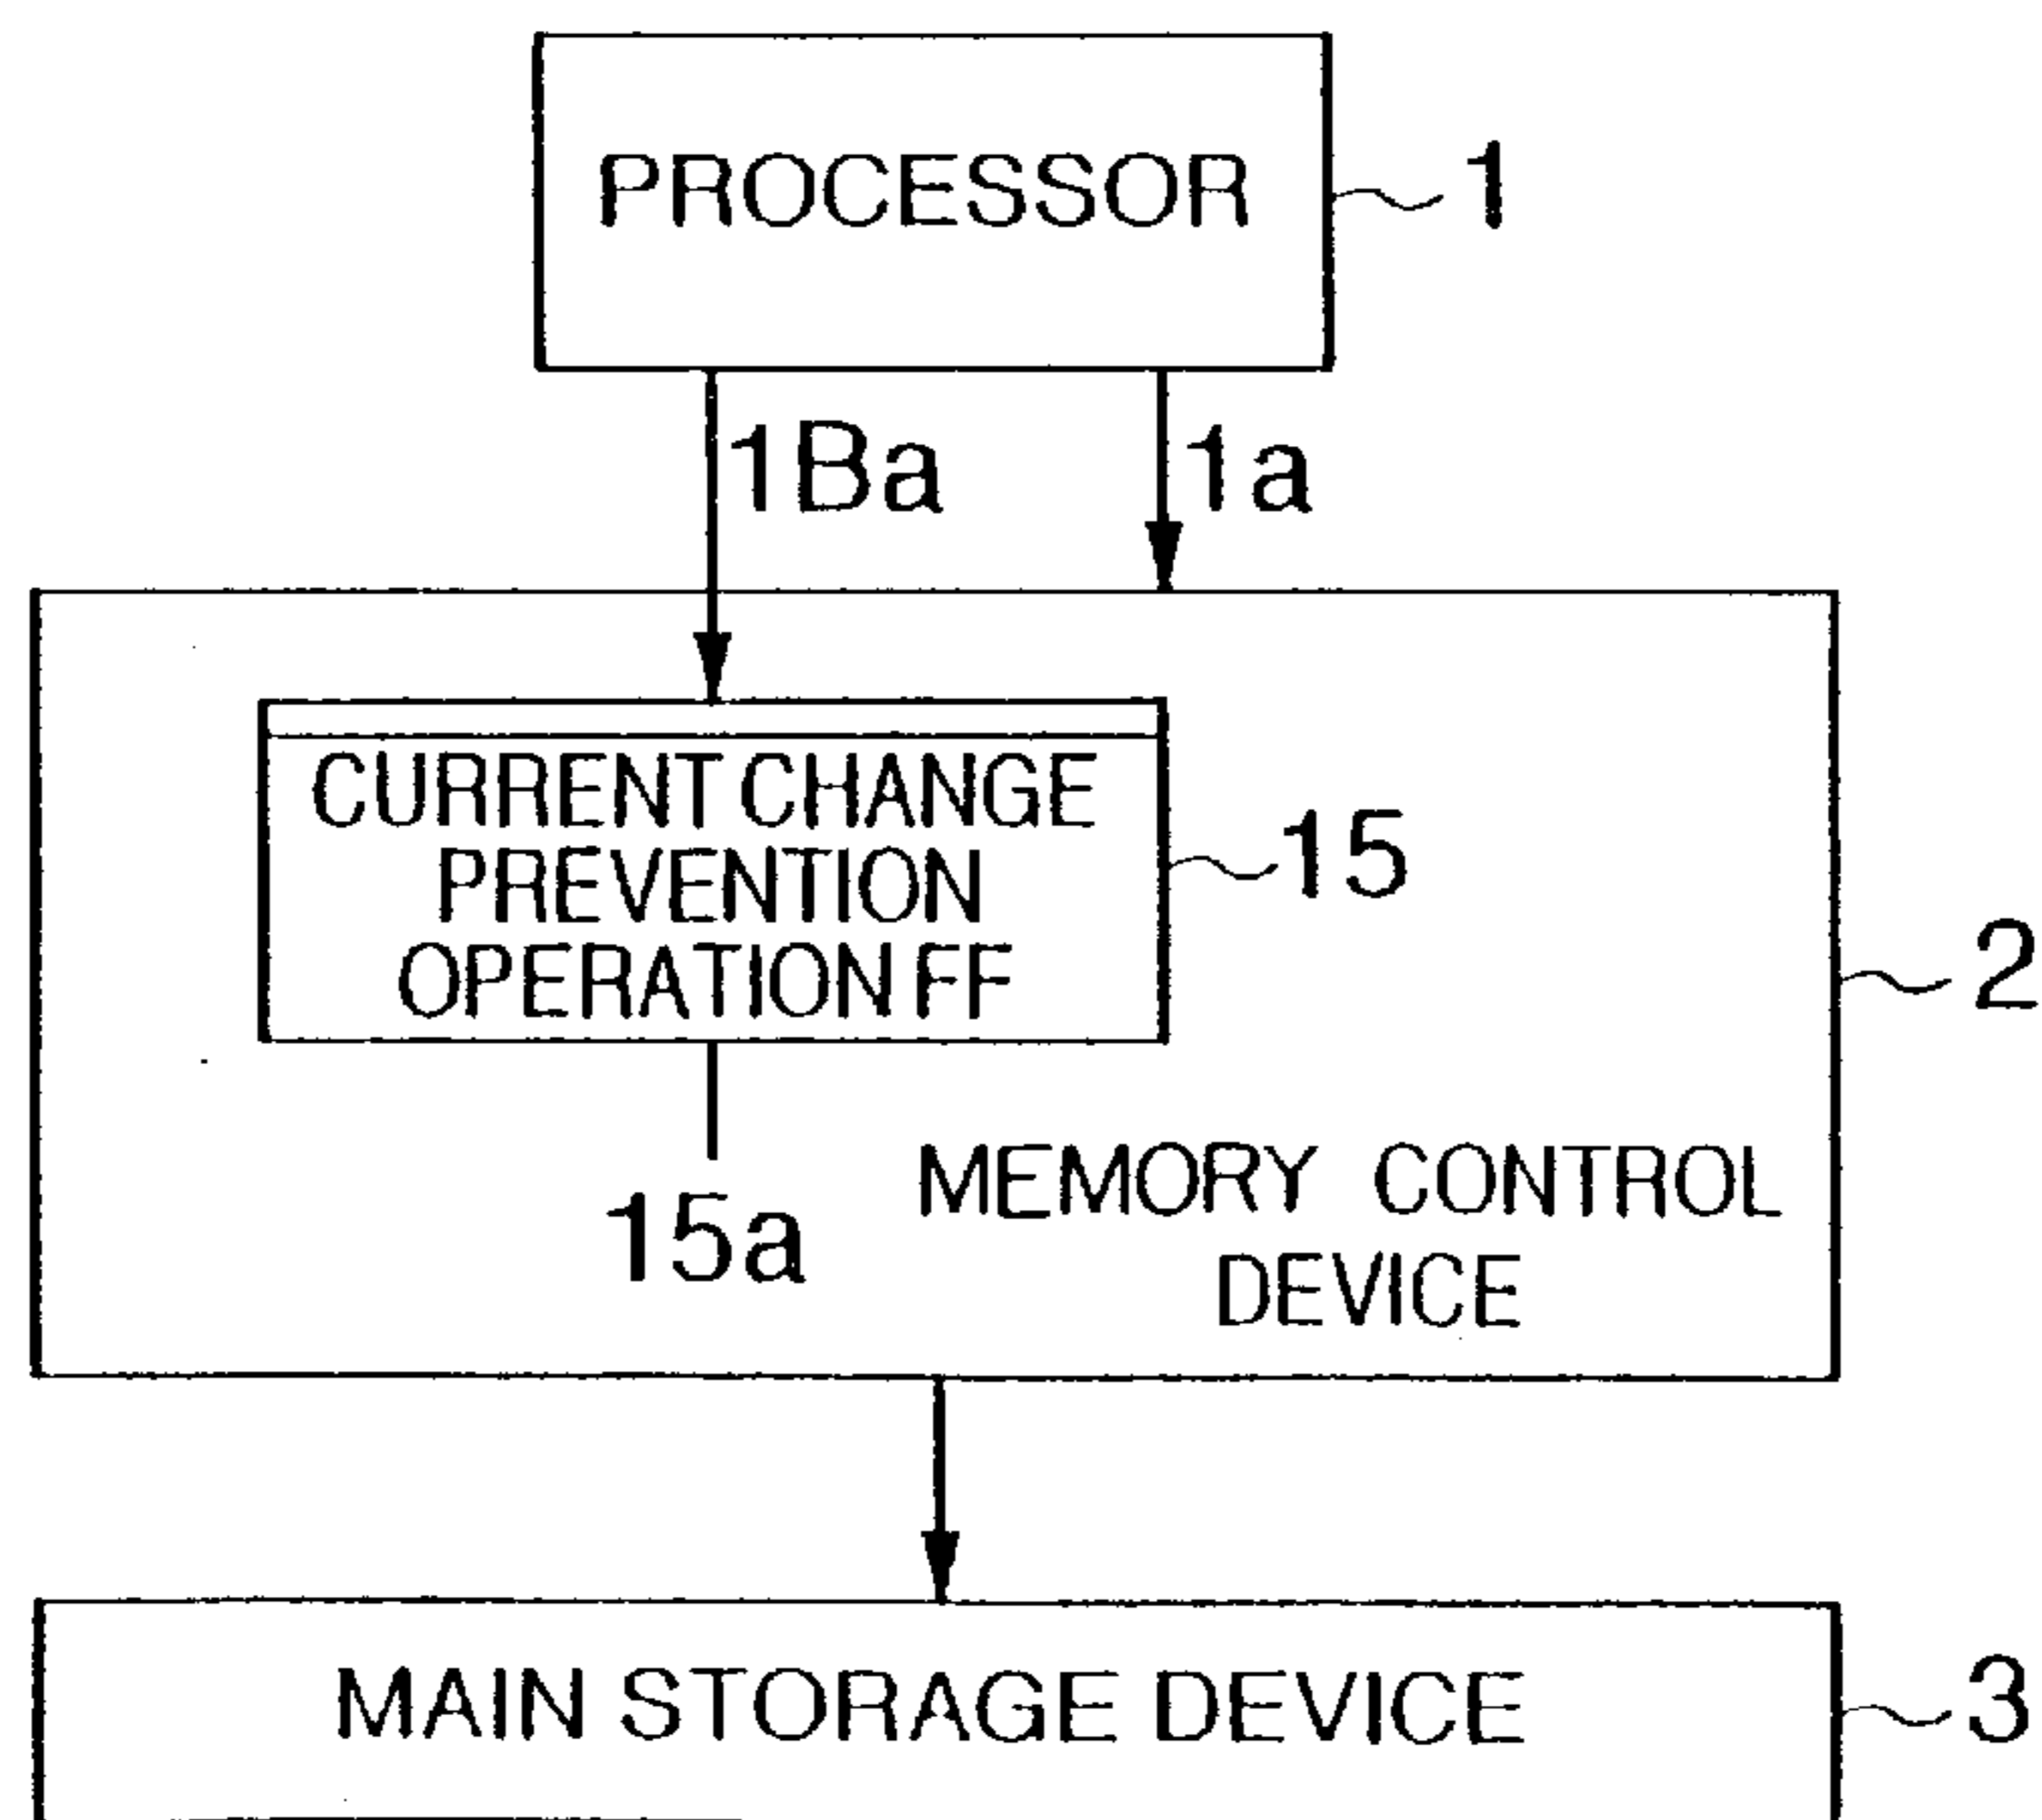 PROCESSOR
1
1Ba
1a
CURRENT CHANGE
PREVENTION
OPERATION FF
15
2
15a
MEMORY CONTROL
DEVICE
MAIN STORAGE DEVICE
3